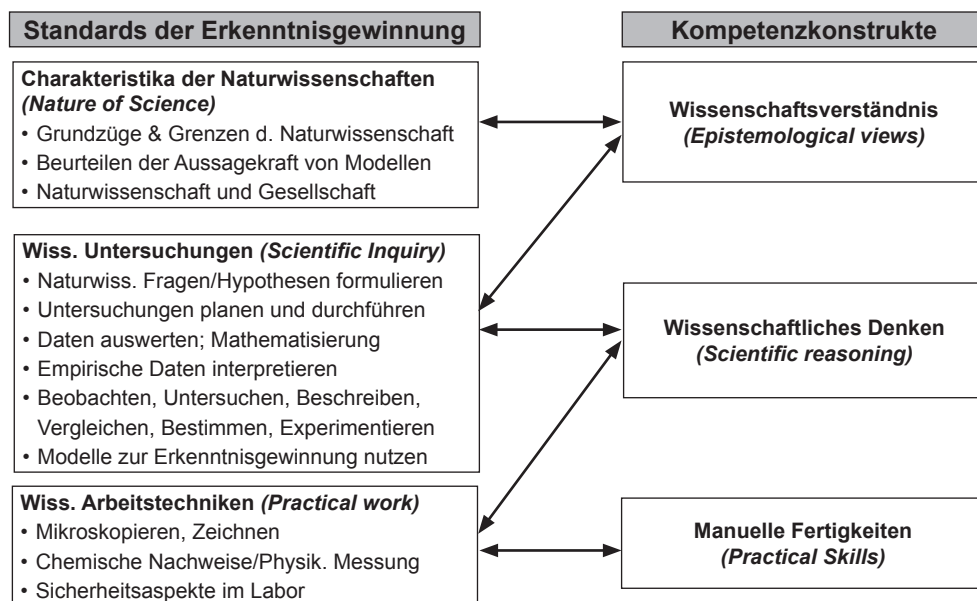 Standards der Erkenntnisgewinnung
Charakteristika der Naturwissenschaften
(Nature of Science)
• Grundzüge & Grenzen d. Naturwissenschaft
• Beurteilen der Aussagekraft von Modellen
• Naturwissenschaft und Gesellschaft
Wiss. Untersuchungen (Scientific Inquiry)
• Naturwiss. Fragen/Hypothesen formulieren
• Untersuchungen planen und durchführen
• Daten auswerten; Mathematisierung
• Empirische Daten interpretieren
• Beobachten, Untersuchen, Beschreiben,
Vergleichen, Bestimmen, Experimentieren
• Modelle zur Erkenntnisgewinnung nutzen
Wiss. Arbeitstechniken (Practical work)
• Mikroskopieren, Zeichnen
• Chemische Nachweise/Physik. Messung
• Sicherheitsaspekte im Labor
Kompetenzkonstrukte
Wissenschaftsverständnis
(Epistemological views)
Wissenschaftliches Denken
(Scientific reasoning)
Manuelle Fertigkeiten
(Practical Skills)